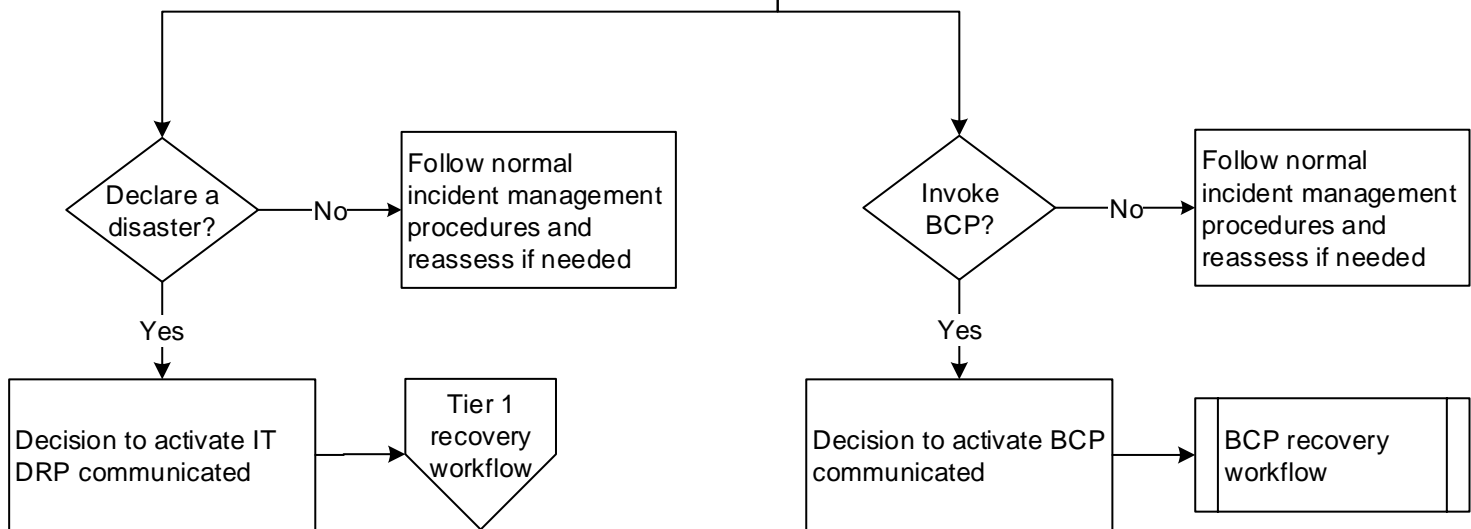 Declare a
disaster?
No
Follow normal
incident management
procedures and
reassess if needed
Yes
Decision to activate IT
DRP communicated
Tier 1
recovery
workflow
Invoke
BCP?
No
Follow normal
incident management
procedures and
reassess if needed
Yes
Decision to activate BCP
communicated
BCP recovery
workflow